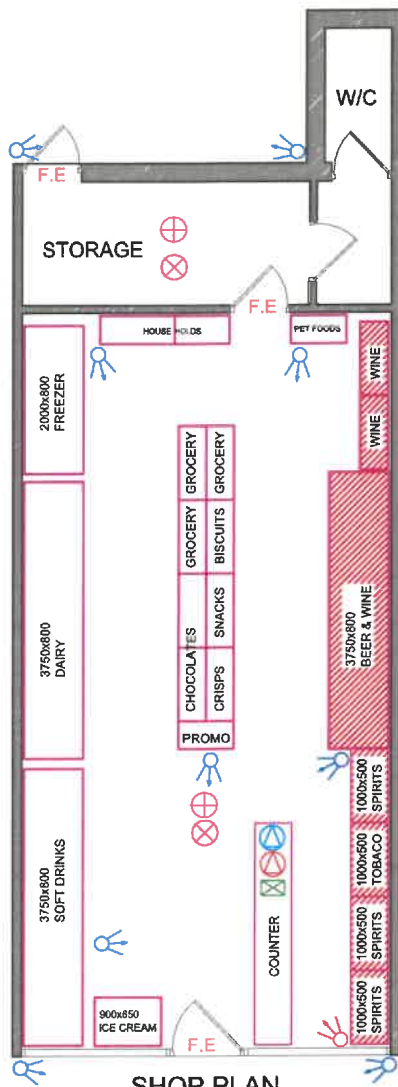 W/C
F.E
STORAGE
F.E
HOUSE HOLDS
PET FOODS
2000x800
FREEZER
WINE
WINE
GROCERY
GROCERY
GROCERY
BISCUITS
3750x800
DAIRY
3750x800
BEER & WINE
CHOCOLATES
SNACKS
CRISPS
PROMO
1000x500
SPIRITS
3750x800
SOFT DRINKS
1000x500
TOBACO
COUNTER
1000x500
SPIRITS
900x650
ICE CREAM
1000x500
SPIRITS
F.E
SHOP PLAN